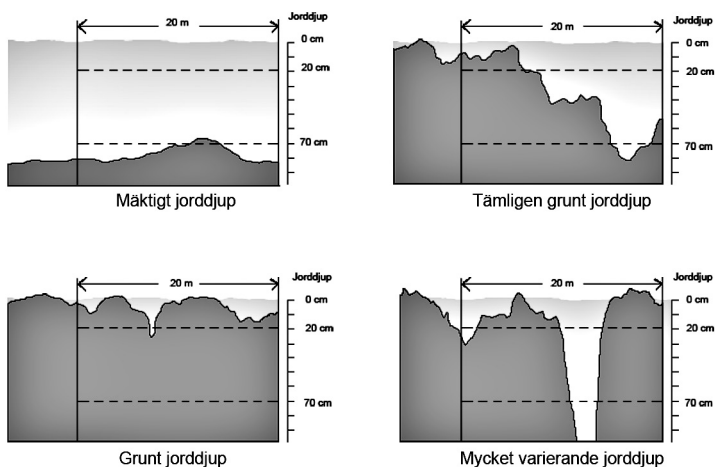 20 m
Jorddjup
0 cm
20 cm
70 cm
Mäktigt jorddjup
20 m
Jorddjup
0 cm
20 cm
70 cm
Tämligen grunt jorddjup
20 m
Jorddjup
0 cm
20 cm
70 cm
Grunt jorddjup
20 m
Jorddjup
0 cm
20 cm
70 cm
Mycket varierande jorddjup